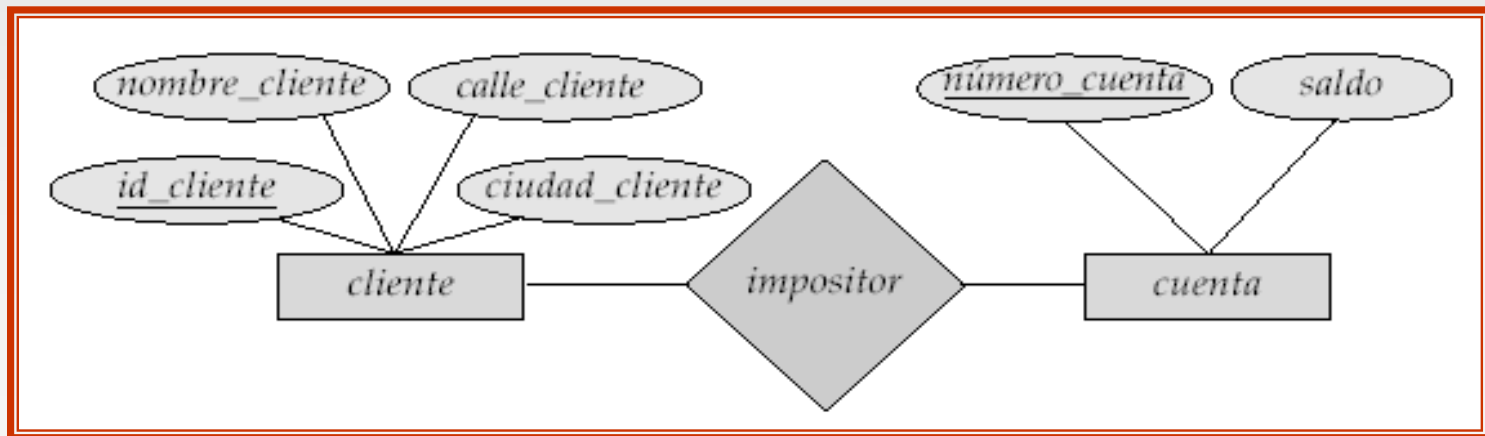 nombre_cliente
calle_cliente
número_cuenta
saldo
id_cliente
ciudad_cliente
cliente
impositor
cuenta